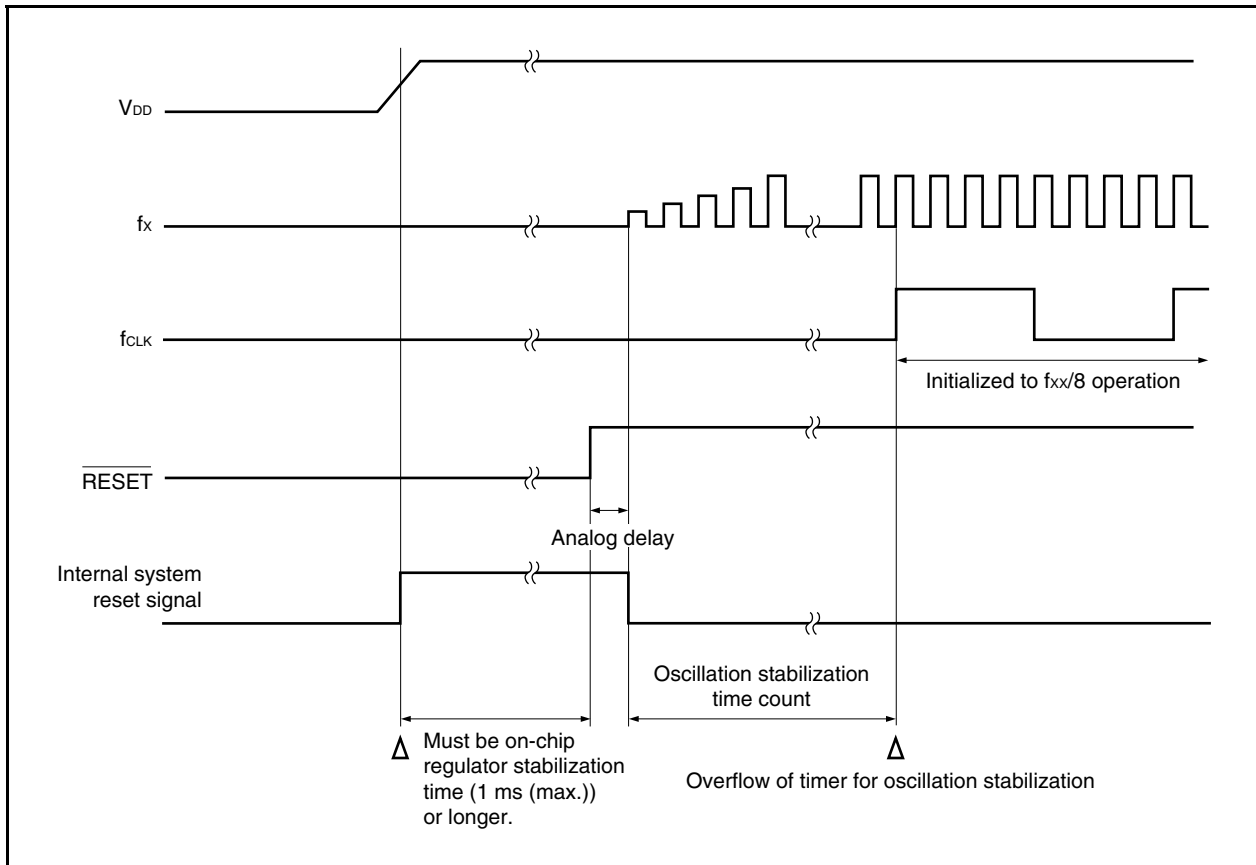 VDD
fX
fCLK
Initialized to fXX/8 operation
RESET
Analog delay
Internal system
reset signal
Oscillation stabilization
time count
Must be on-chip
regulator stabilization
time (1 ms (max.))
or longer.
Overflow of timer for oscillation stabilization